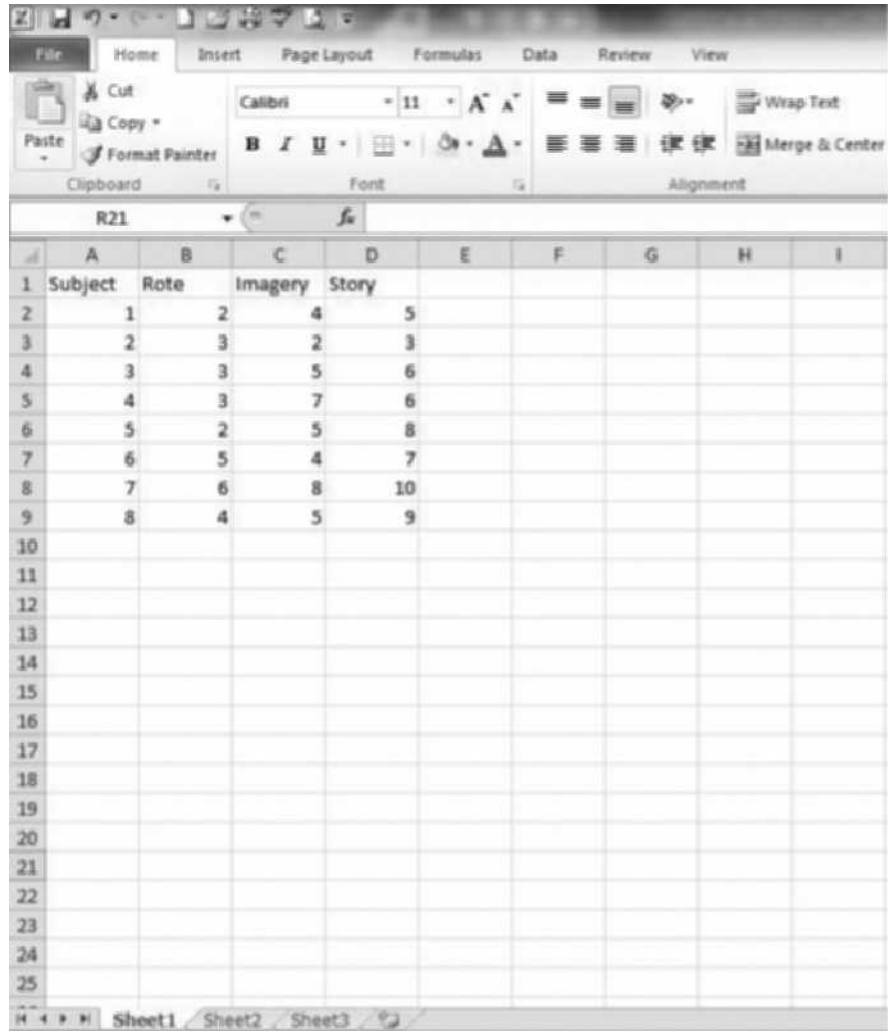 File Home Insert Page Layout Formulas Data Review View
Cut
Calibri 11 A A Wrap Text
Copy
Paste
B I U A Merge & Center
Format Painter
Clipboard Font Alignment
R21 fx
A B C D E F G H I
1 Subject Rote Imagery Story
2 1 2 4 5
3 2 3 2 3
4 3 3 5 6
5 4 3 7 6
6 5 2 5 8
7 6 5 4 7
8 7 6 8 10
9 8 4 5 9
10
11
12
13
14
15
16
17
18
19
20
21
22
23
24
25
Sheet1 Sheet2 Sheet3